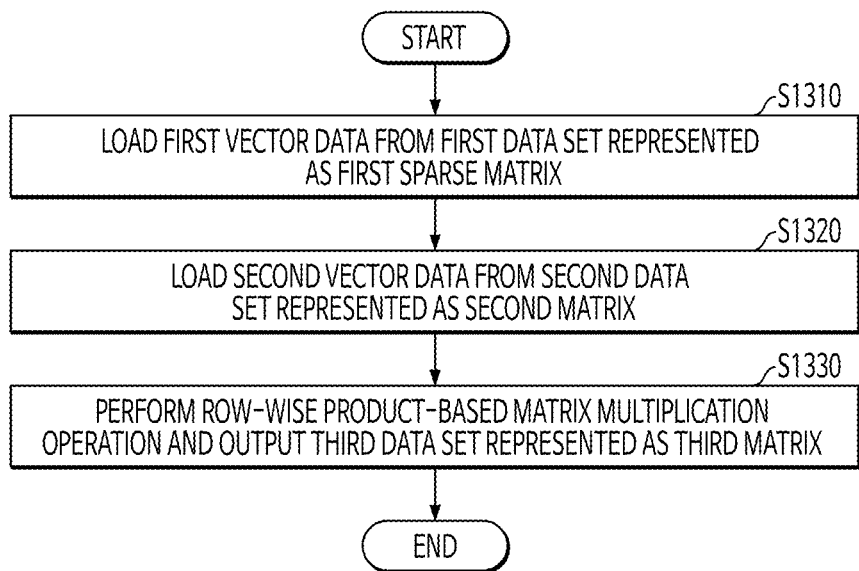 START
S1310
LOAD FIRST VECTOR DATA FROM FIRST DATA SET REPRESENTED
AS FIRST SPARSE MATRIX
S1320
LOAD SECOND VECTOR DATA FROM SECOND DATA
SET REPRESENTED AS SECOND MATRIX
S1330
PERFORM ROW-WISE PRODUCT-BASED MATRIX MULTIPLICATION
OPERATION AND OUTPUT THIRD DATA SET REPRESENTED AS THIRD MATRIX
END